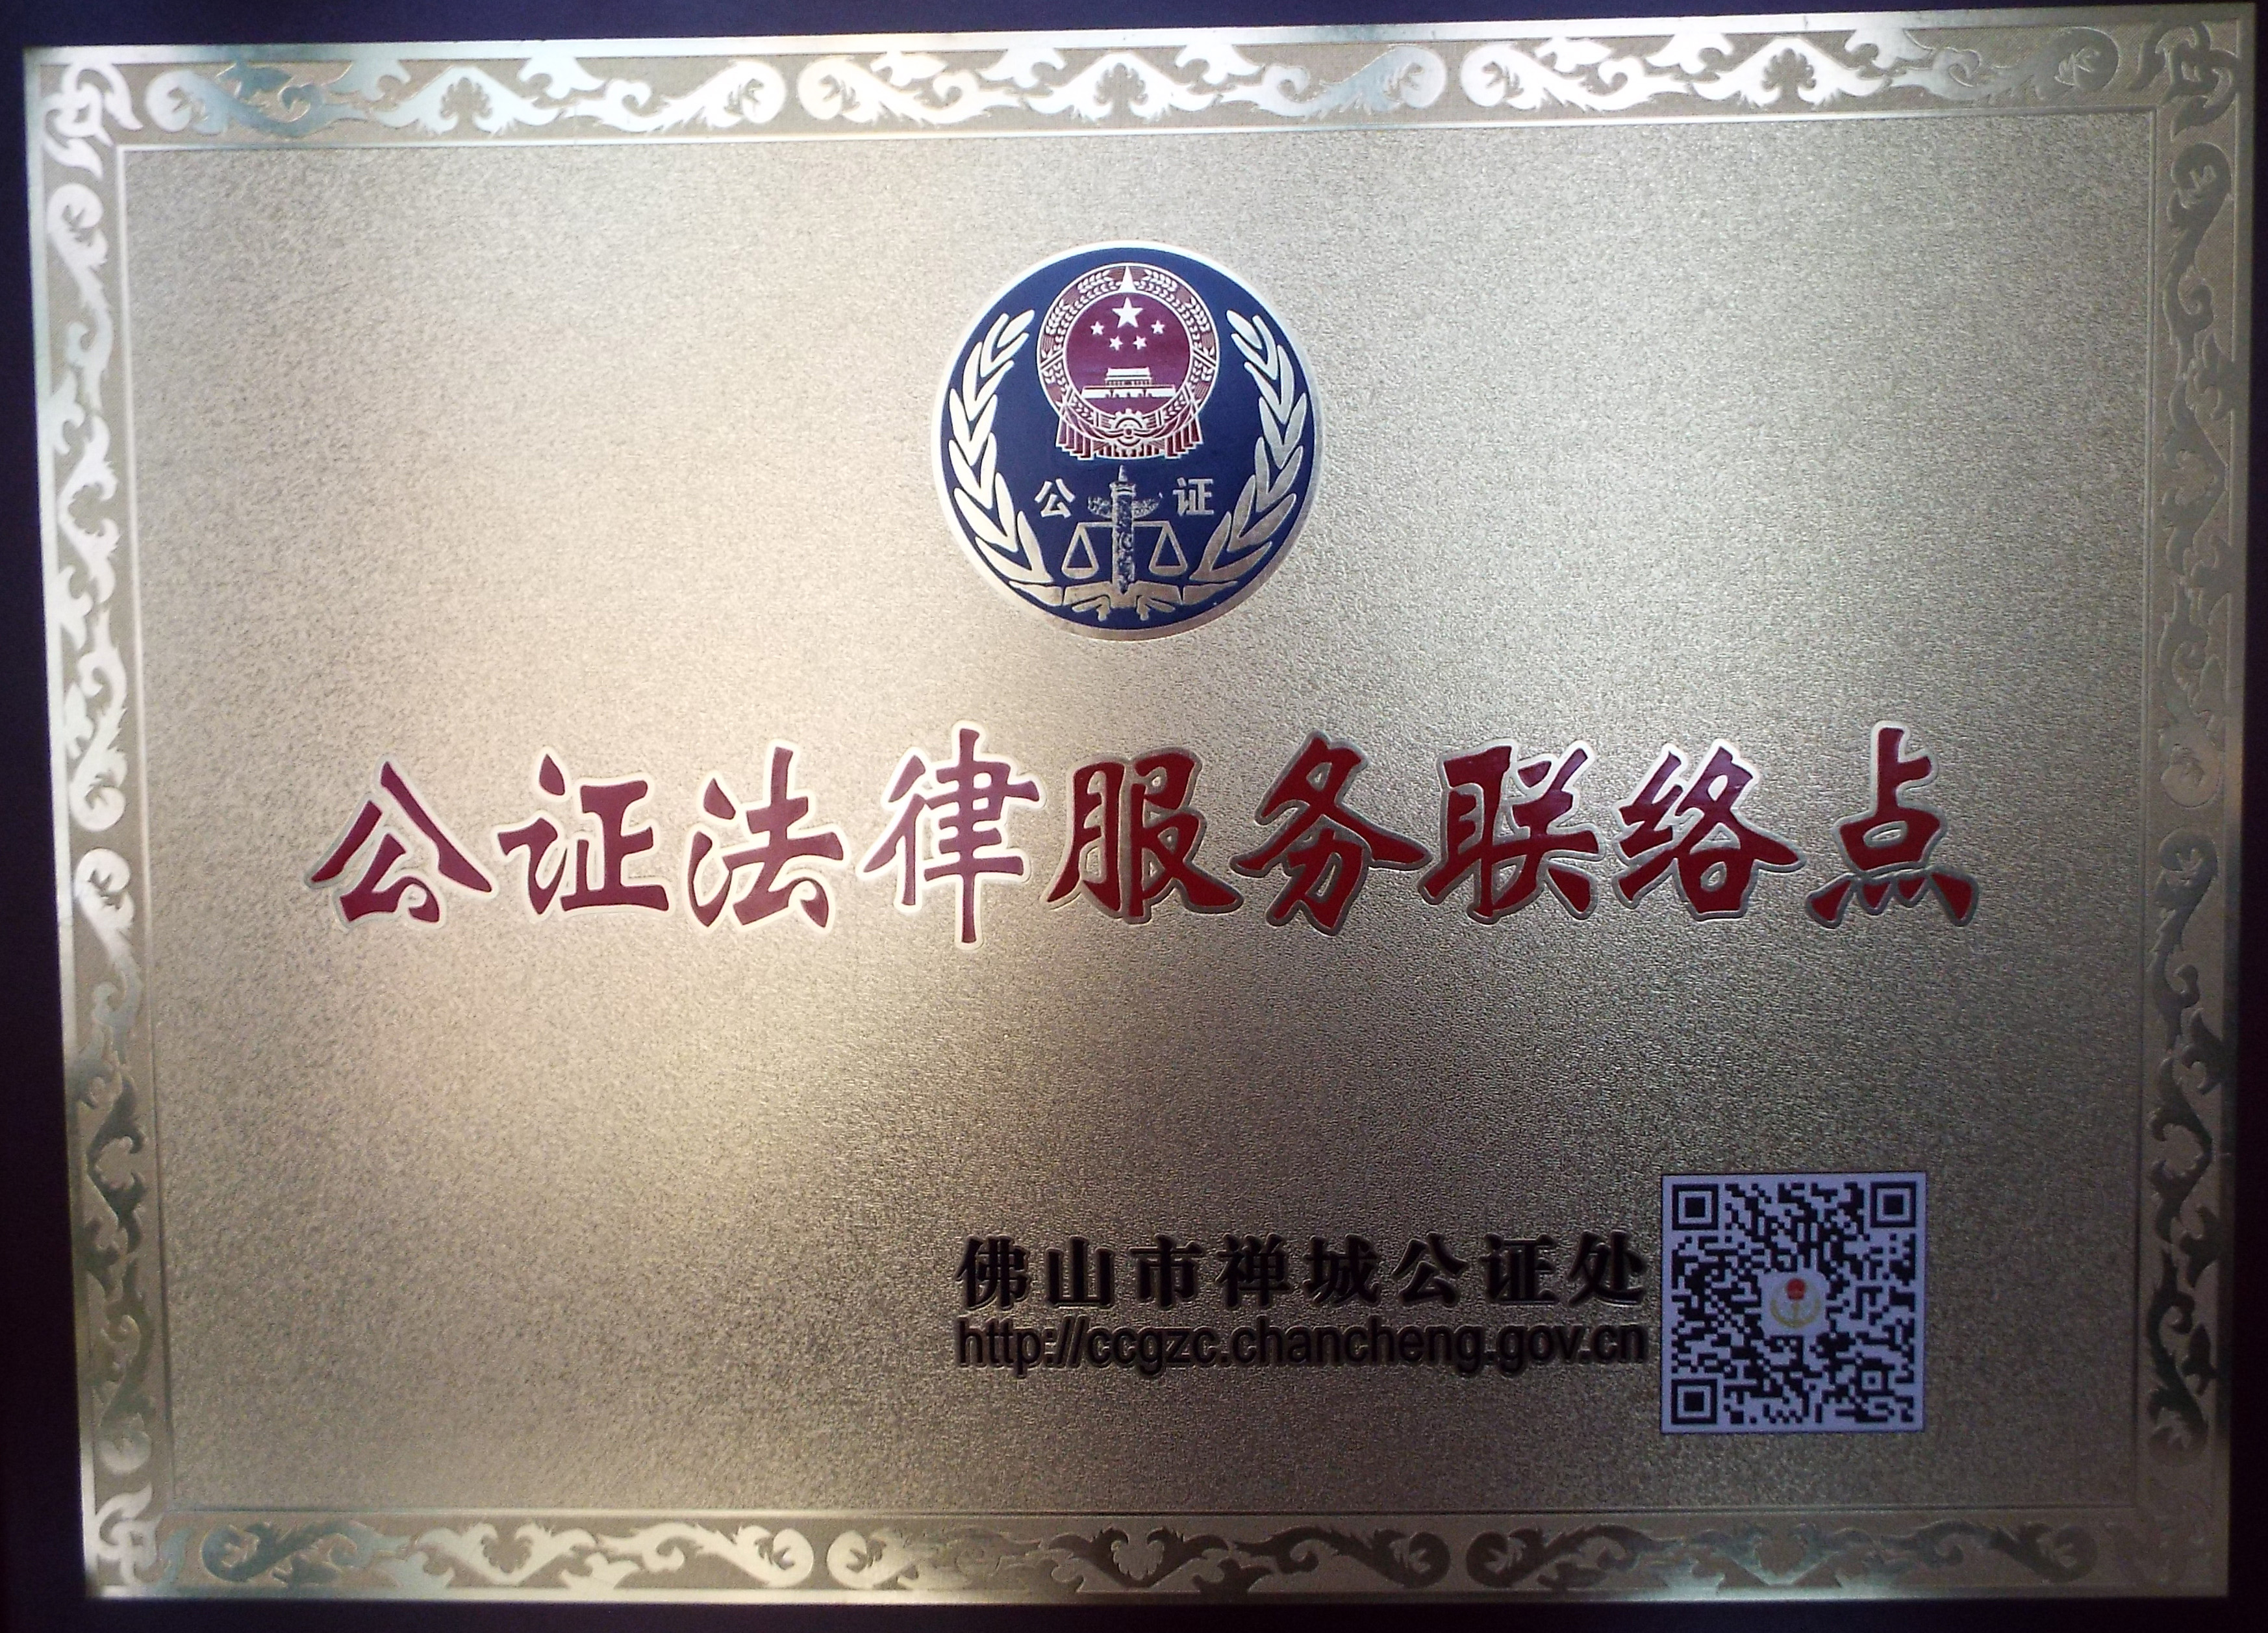 公证
公证法律服务联络点
佛山市禅城公证处
http://ccgzc.chancheng.gov.cn